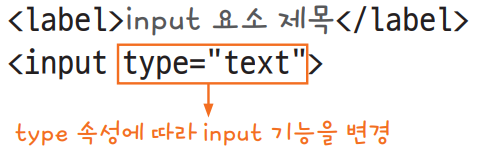 <label>input 요소 제목</label>
<input type="text">
type 속성에 따라 input 기능을 변경